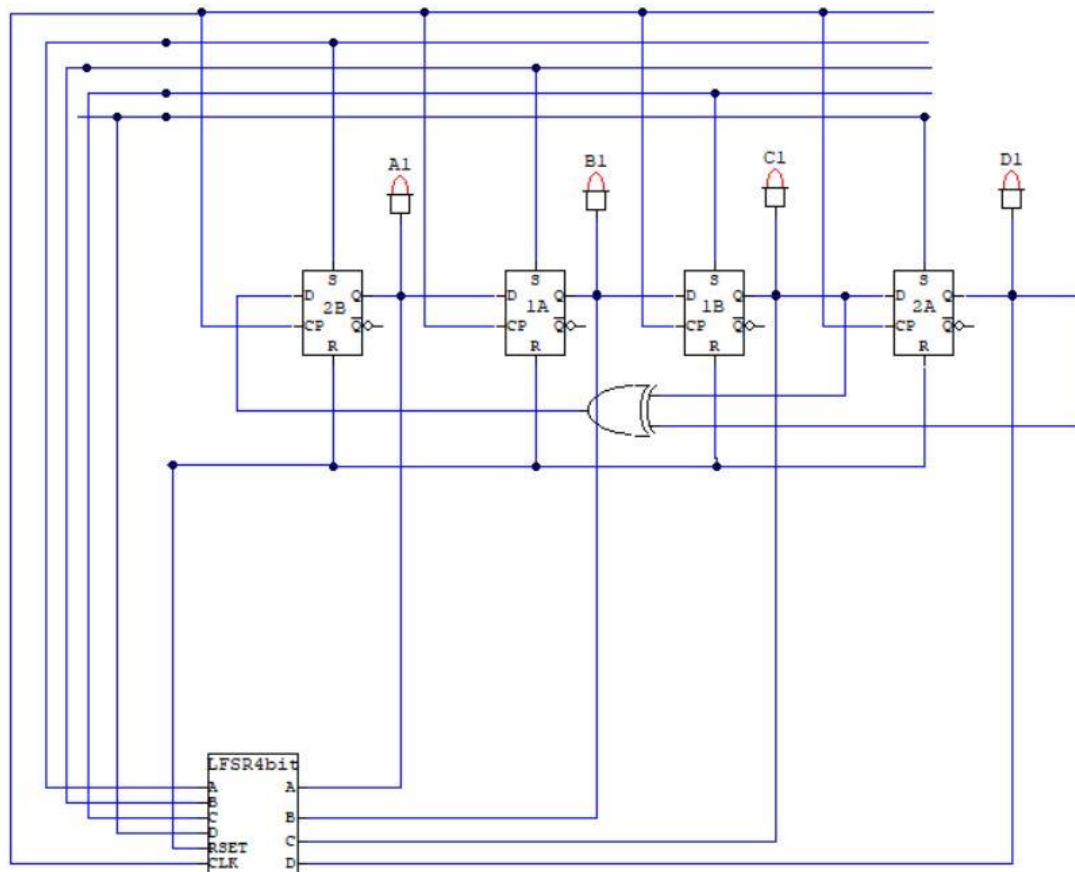 A1
B1
C1
D1
S
D Q
2B
CP Q
R
S
D Q
1A
CP Q
R
S
D Q
1B
CP Q
R
S
D Q
2A
CP Q
R
LFSR4bit
A A
B B
C C
D
RSET
CLK D